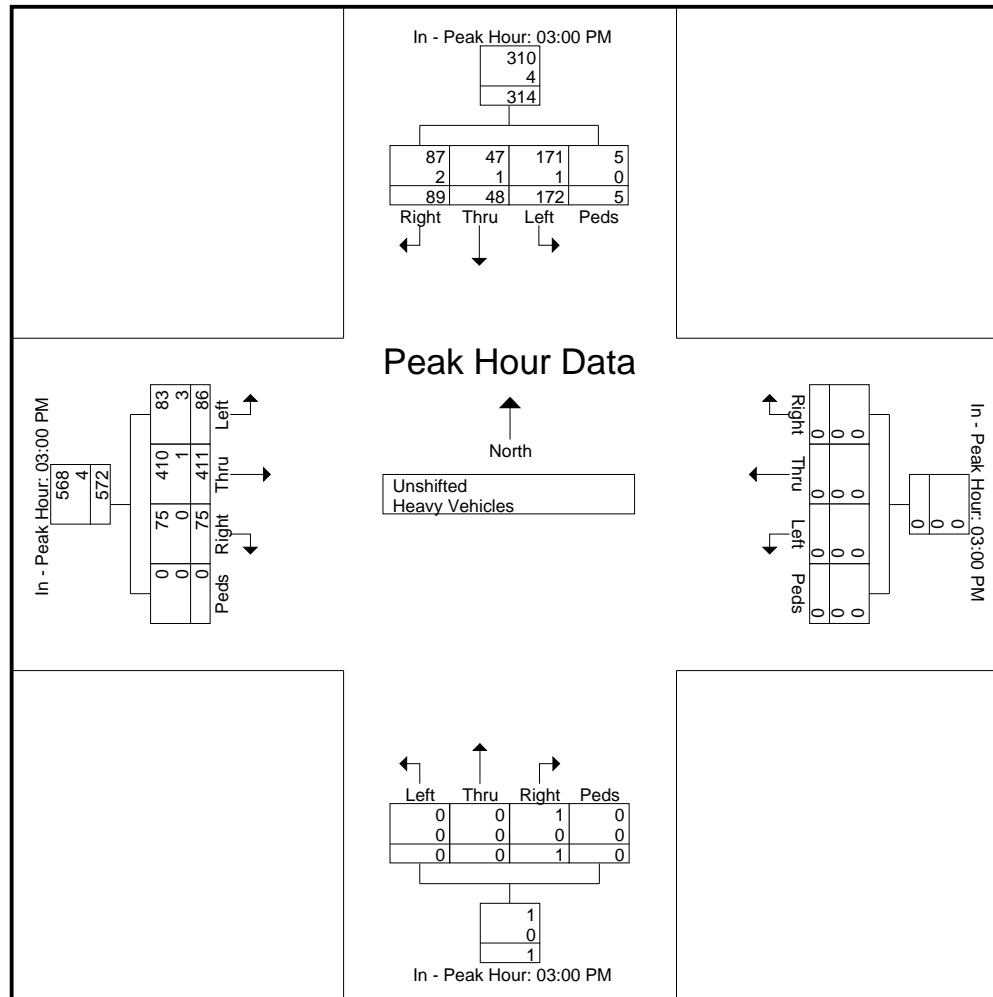 In - Peak Hour: 03:00 PM
310
4
314
87 47 171 5
2 1 1 0
89 48 172 5
Right Thru Left Peds
Peak Hour Data
North
Unshifted
Heavy Vehicles
In - Peak Hour: 03:00 PM
568
4
572
83 3 86 Left
410 1 411 Thru
75 0 75 Right
0 0 0 Peds
Right 0 0 0
Thru 0 0 0
Left 0 0 0
Peds 0 0 0
0
0
0
In - Peak Hour: 03:00 PM
Left Thru Right Peds
0 0 1 0
0 0 0 0
0 0 1 0
1
0
1
In - Peak Hour: 03:00 PM